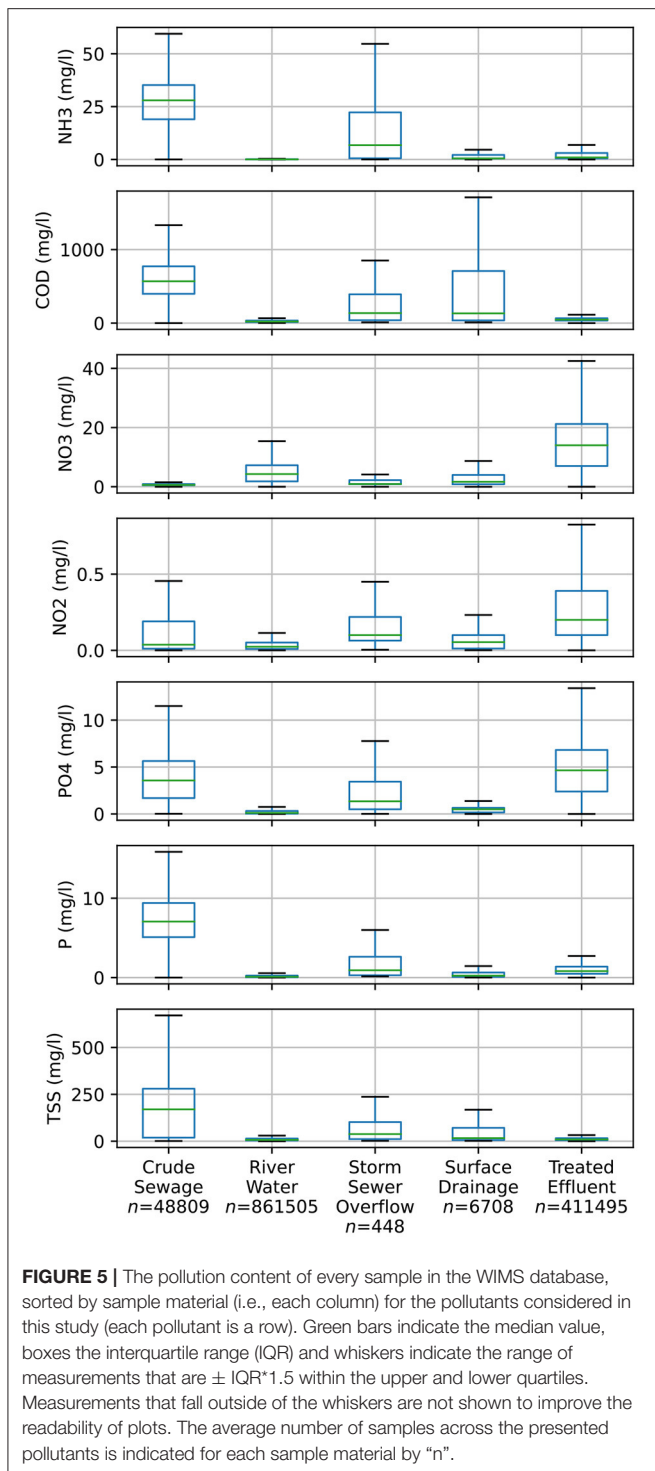 50
25
0
NH3 (mg/l)
1000
0
COD (mg/l)
40
20
0
NO3 (mg/l)
0.5
0.0
NO2 (mg/l)
10
5
0
PO4 (mg/l)
10
0
P (mg/l)
500
250
0
TSS (mg/l)
Crude
Sewage
n=48809
River
Water
n=861505
Storm
Sewer
Overflow
n=448
Surface
Drainage
n=6708
Treated
Effluent
n=411495
FIGURE 5 | The pollution content of every sample in the WIMS database,
sorted by sample material (i.e., each column) for the pollutants considered in
this study (each pollutant is a row). Green bars indicate the median value,
boxes the interquartile range (IQR) and whiskers indicate the range of
measurements that are ± IQR*1.5 within the upper and lower quartiles.
Measurements that fall outside of the whiskers are not shown to improve the
readability of plots. The average number of samples across the presented
pollutants is indicated for each sample material by “n”.